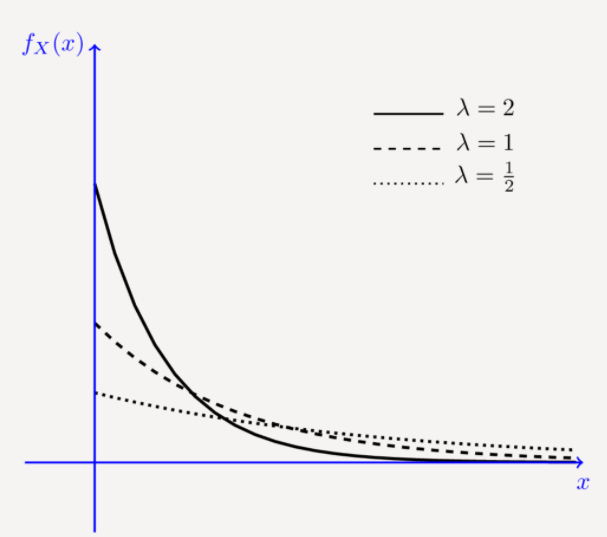 f_X(x)
λ = 2
λ = 1
λ = 1/2
x